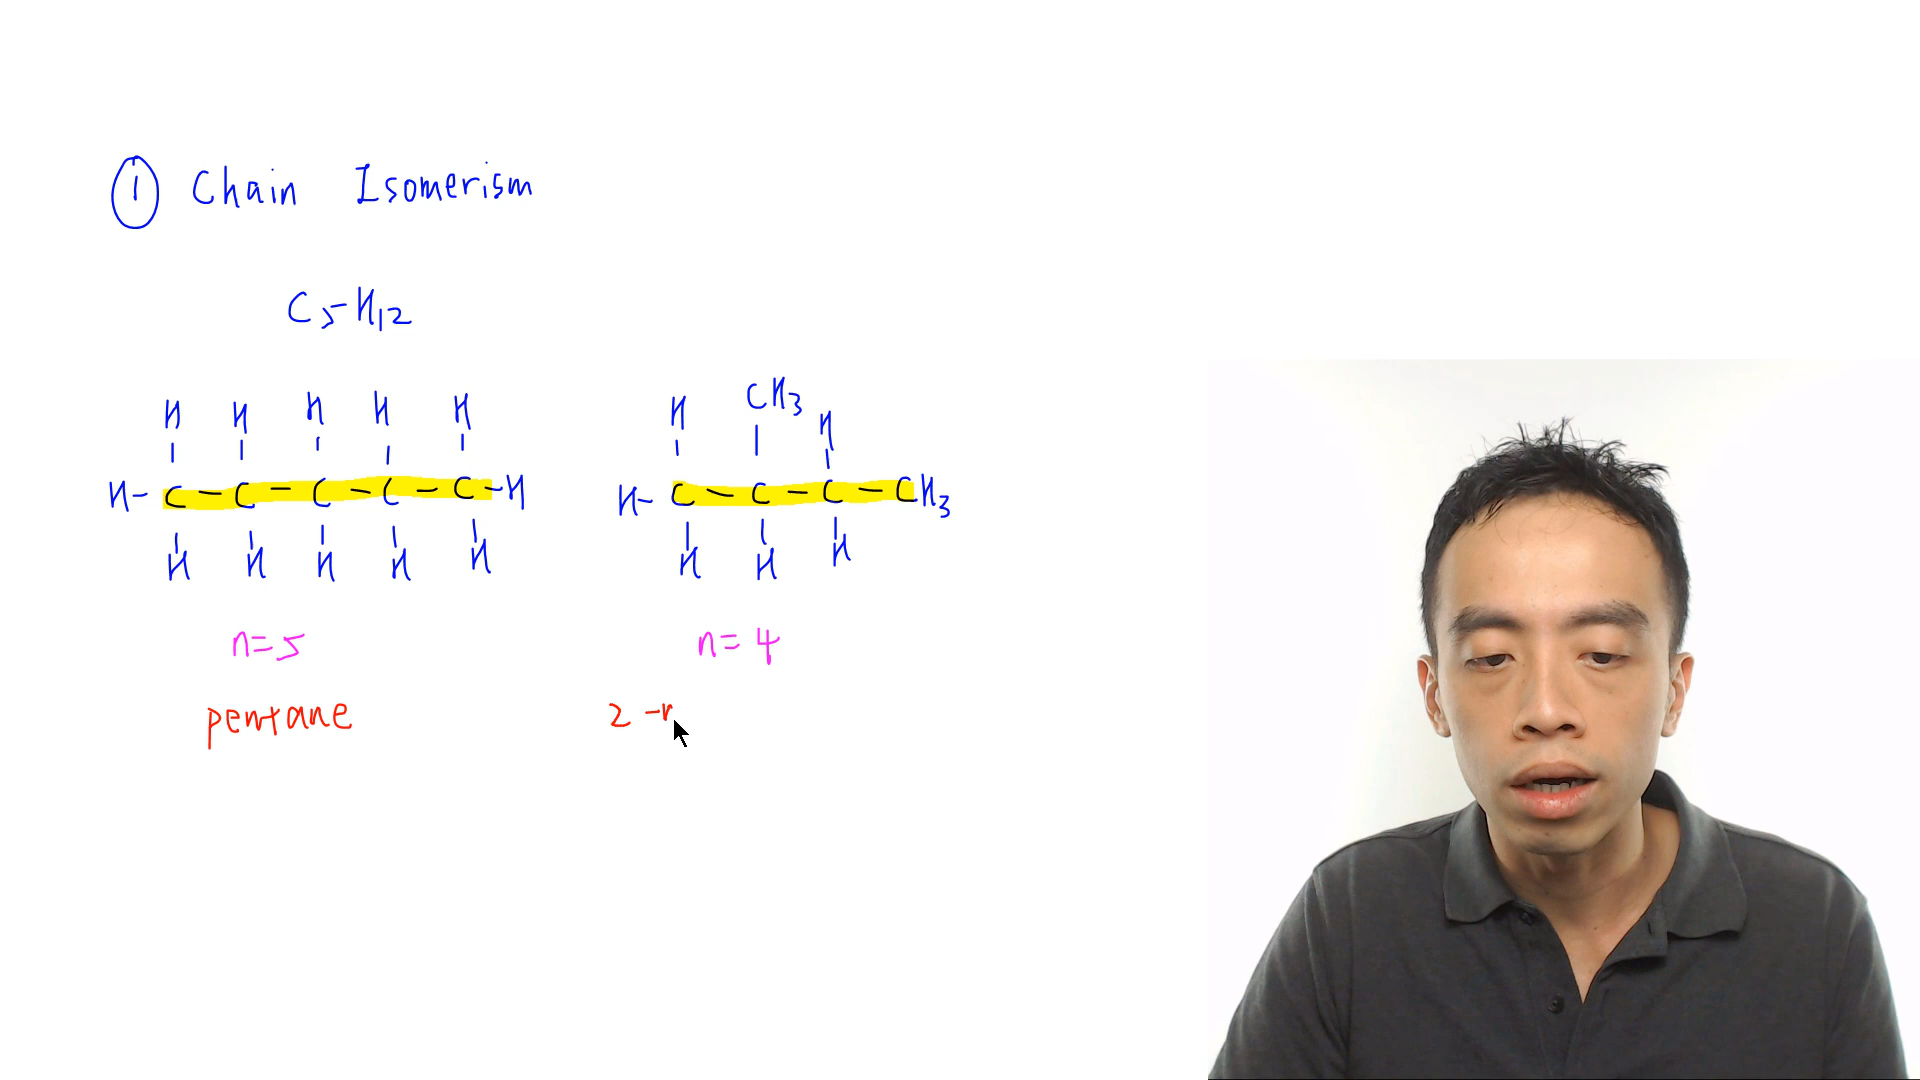 1 Chain Isomerism
C5H12
H H H H H H CH3 H
H-C-C-C-C-C-H H-C-C-C-CH3
H H H H H H H H
n=5 n=4
pentane 2-